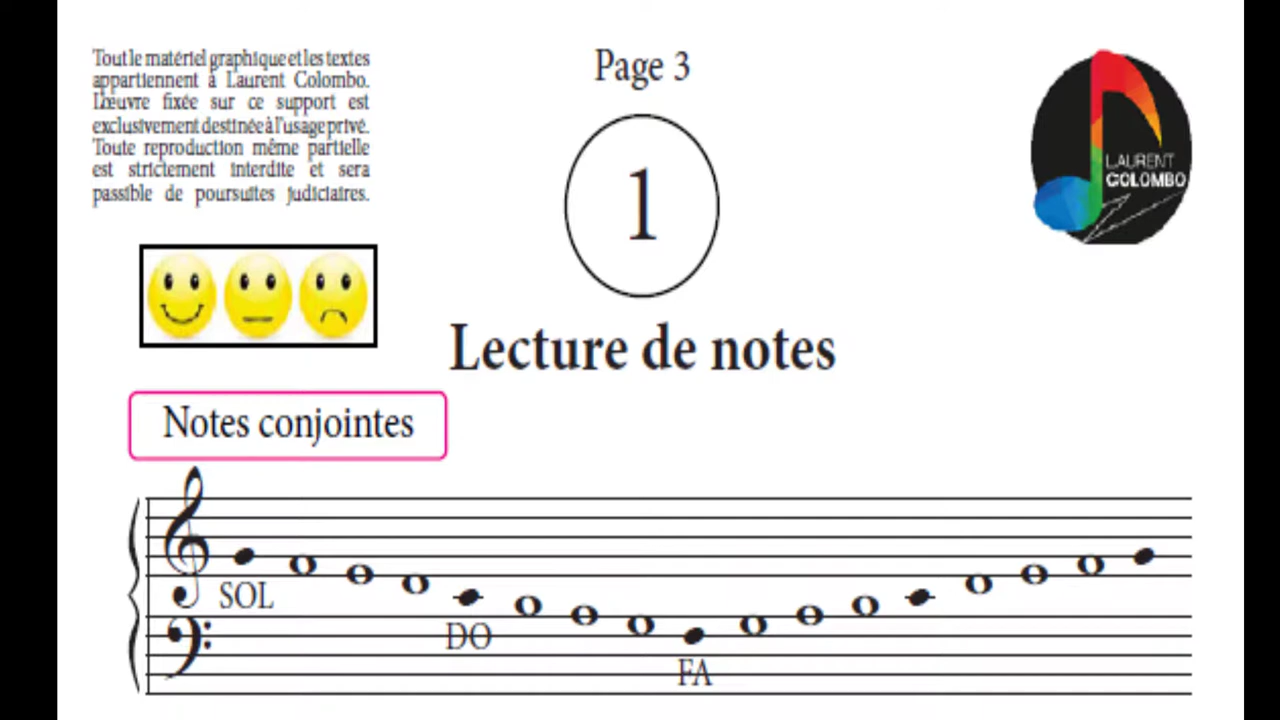 Tout le matériel graphique et les textes
appartiennent à Laurent Colombo.
L'œuvre fixée sur ce support est
exclusivement destinée à l'usage privé.
Toute reproduction même partielle
est strictement interdite et sera
passible de poursuites judiciaires.
Page 3
1
LAURENT
COLOMBO
Lecture de notes
Notes conjointes
SOL
DO
FA